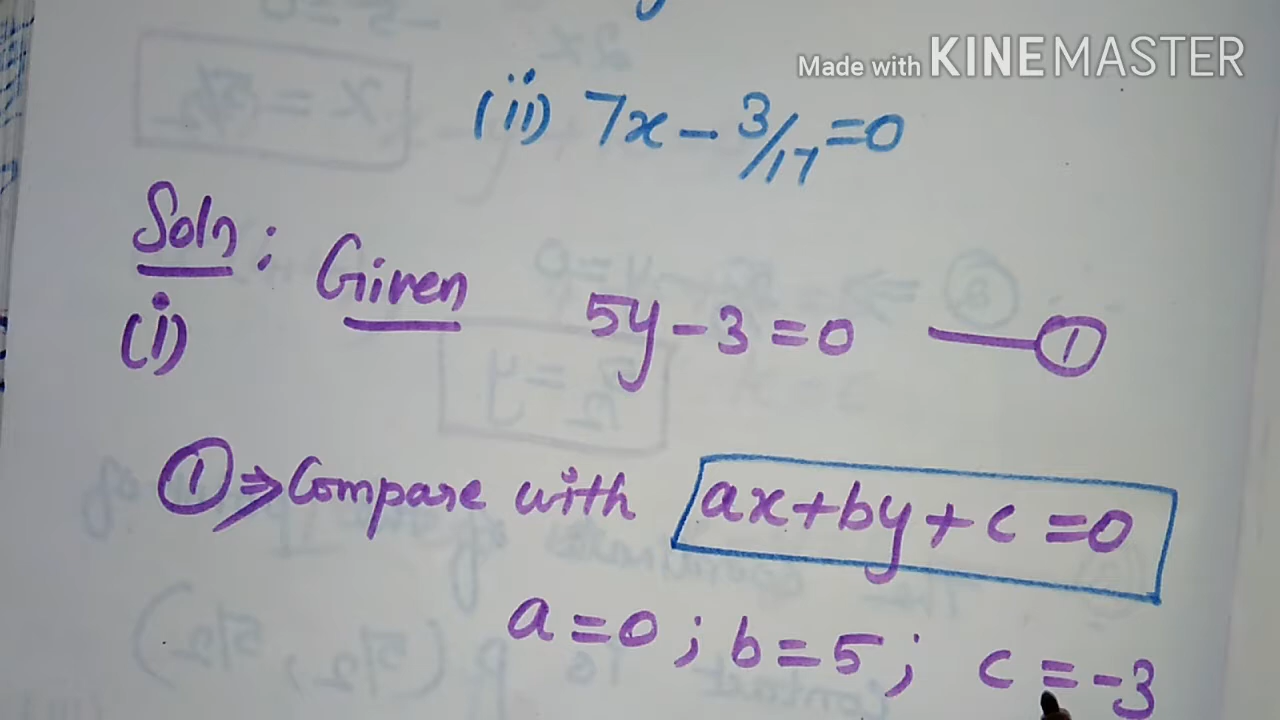 Made with KINEMASTER
(ii) 7x - 3/17 = 0
Soln :
(i) Given 5y - 3 = 0 — ①
① ⇒ Compare with ax + by + c = 0
a = 0 ; b = 5 ; c = -3